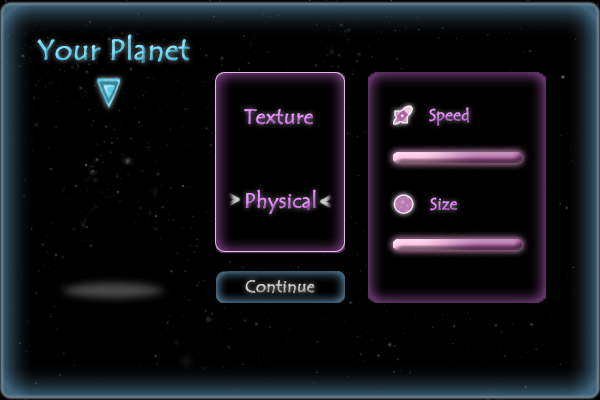 Your Planet
Texture
> Physical <
Continue
Speed
Size